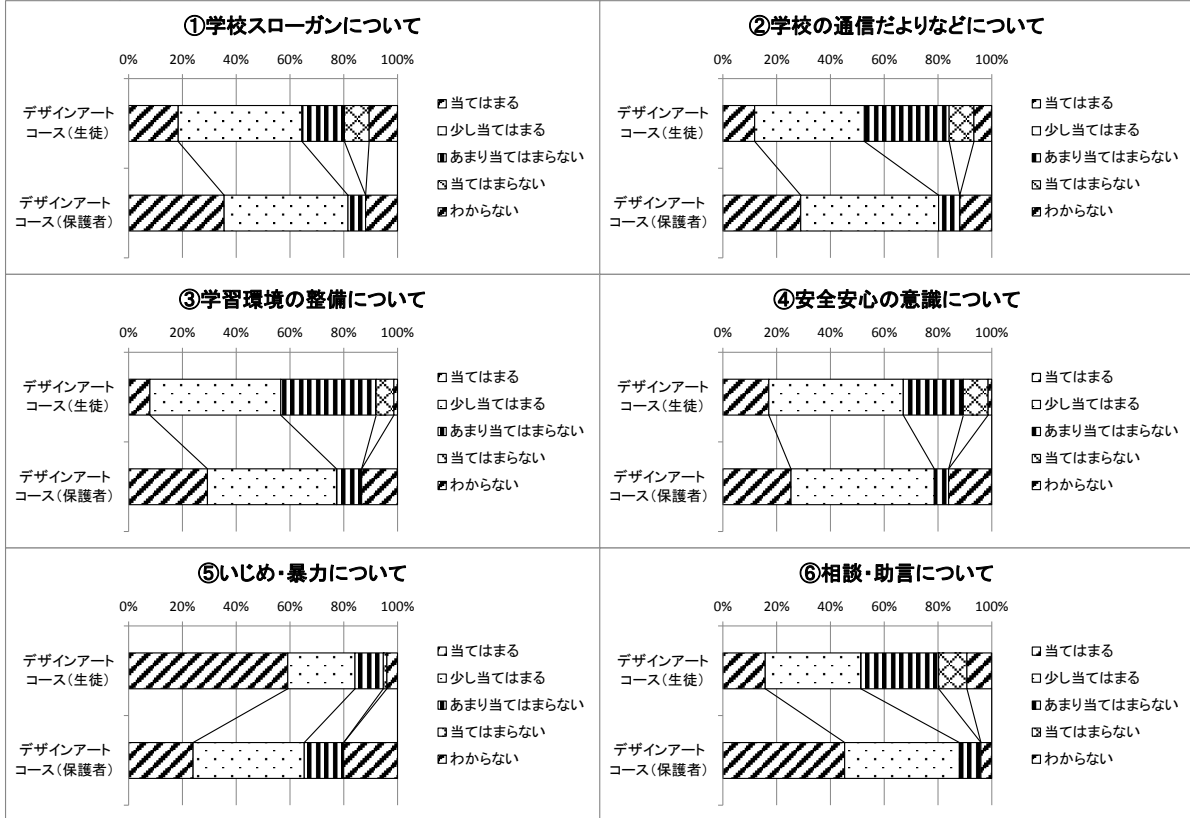 ①学校スローガンについて
0% 20% 40% 60% 80% 100%
デザインアート
コース(生徒)
デザインアート
コース(保護者)
当てはまる
少し当てはまる
あまり当てはまらない
当てはまらない
わからない
②学校の通信だよりなどについて
0% 20% 40% 60% 80% 100%
デザインアート
コース(生徒)
デザインアート
コース(保護者)
当てはまる
少し当てはまる
あまり当てはまらない
当てはまらない
わからない
③学習環境の整備について
0% 20% 40% 60% 80% 100%
デザインアート
コース(生徒)
デザインアート
コース(保護者)
当てはまる
少し当てはまる
あまり当てはまらない
当てはまらない
わからない
④安全安心の意識について
0% 20% 40% 60% 80% 100%
デザインアート
コース(生徒)
デザインアート
コース(保護者)
当てはまる
少し当てはまる
あまり当てはまらない
当てはまらない
わからない
⑤いじめ・暴力について
0% 20% 40% 60% 80% 100%
デザインアート
コース(生徒)
デザインアート
コース(保護者)
当てはまる
少し当てはまる
あまり当てはまらない
当てはまらない
わからない
⑥相談・助言について
0% 20% 40% 60% 80% 100%
デザインアート
コース(生徒)
デザインアート
コース(保護者)
当てはまる
少し当てはまる
あまり当てはまらない
当てはまらない
わからない